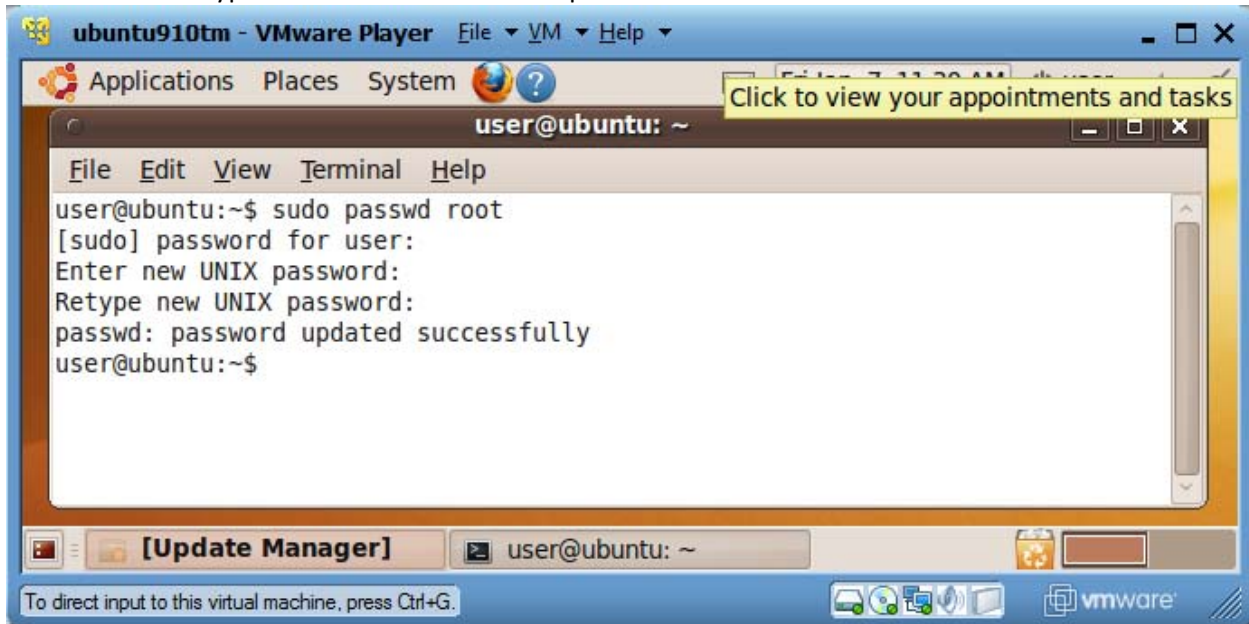 ubuntu910tm - VMware Player File VM Help
Applications Places System ?
Click to view your appointments and tasks
user@ubuntu: ~
File Edit View Terminal Help
user@ubuntu:~$ sudo passwd root
[sudo] password for user:
Enter new UNIX password:
Retype new UNIX password:
passwd: password updated successfully
user@ubuntu:~$
[Update Manager] user@ubuntu: ~
To direct input to this virtual machine, press Ctrl+G. vmware